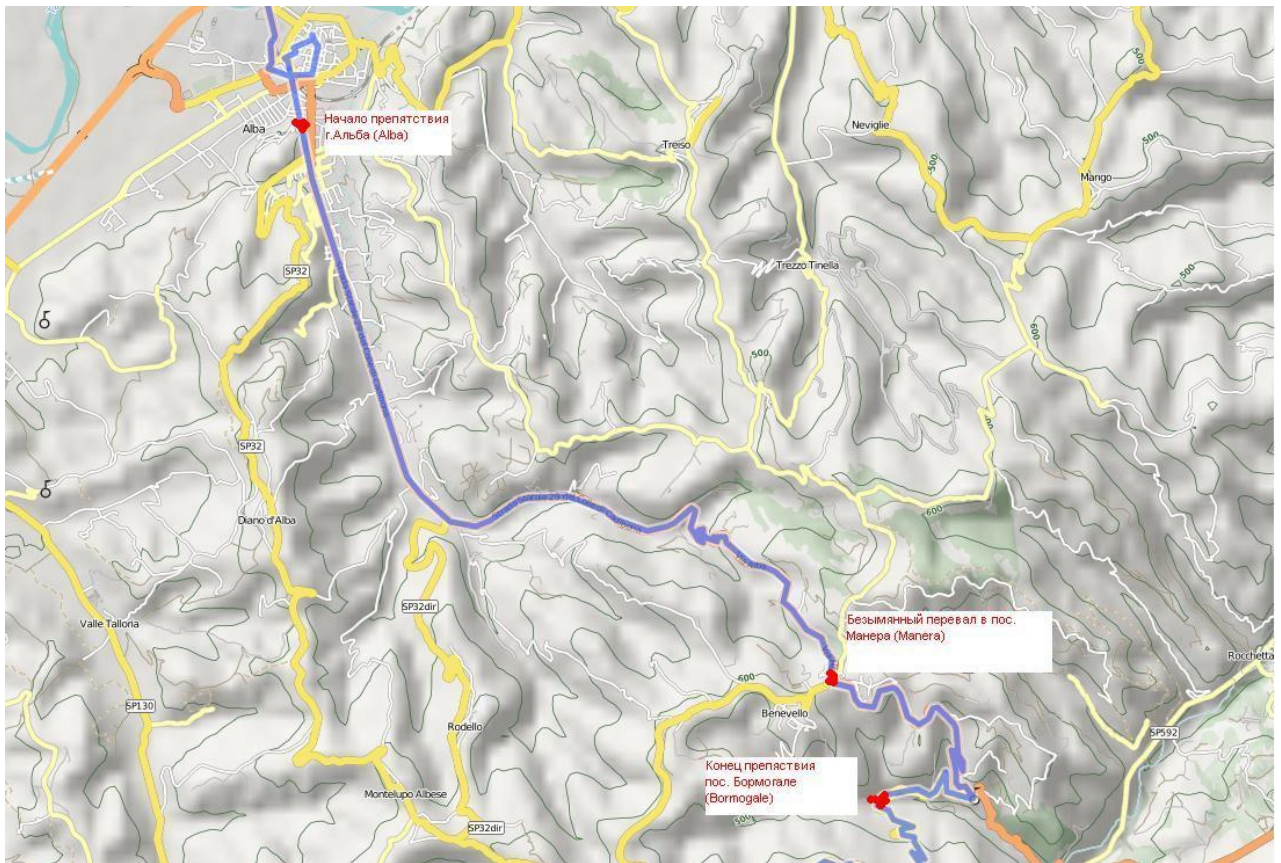 Начало препятствия
г.Альба (Alba)
Alba
Treiso
Neviglie
500
500
Mango
SP32
Trezzo Tinella
500
600
500
SP32
Diano d'Alba
600
SP32dir
Valle Tallona
Безымянный перевал в пос.
Манера (Manera)
Rocchetta
600
SP130
Benevello
Rodello
SP592
Конец препяствия
пос. Бормогале
(Bormogale)
500
Montelupo Albese
SP32dir